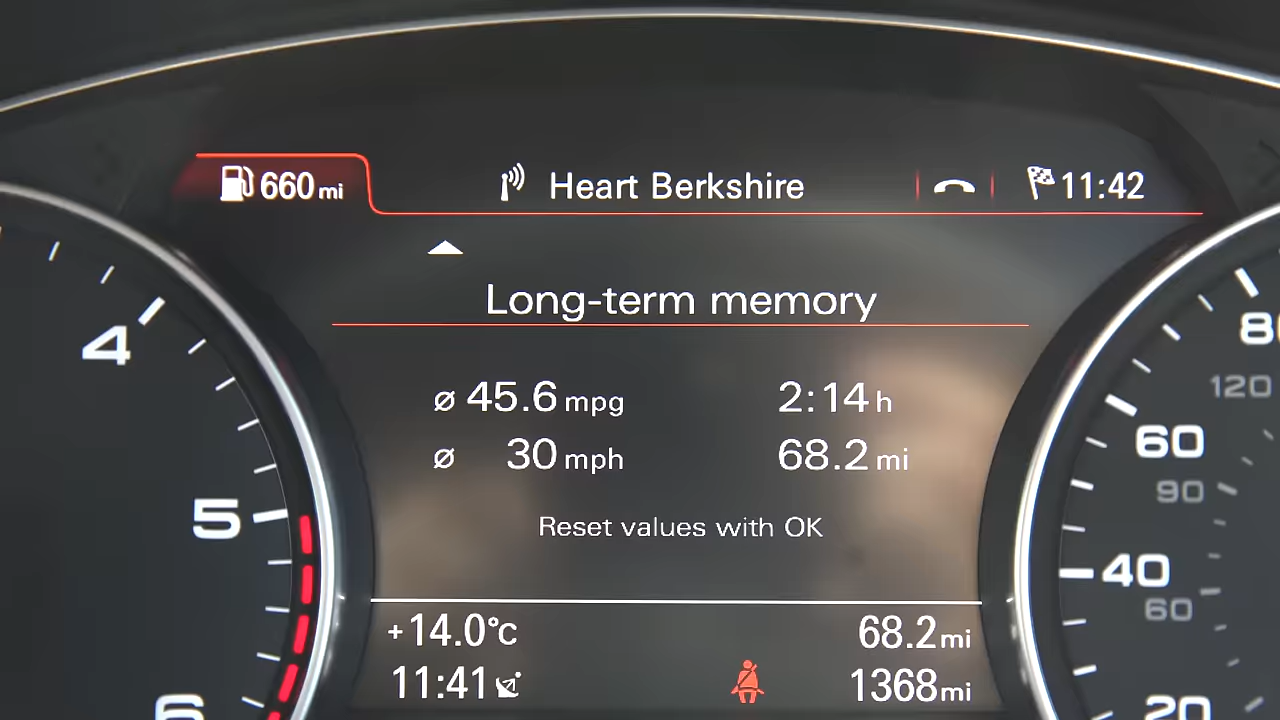 660 mi Heart Berkshire 11:42
Long-term memory
ø 45.6 mpg 2:14 h
ø 30 mph 68.2 mi
Reset values with OK
+14.0°C 68.2 mi
11:41 1368 mi
4
5
6
80
120
60
90
40
60
20